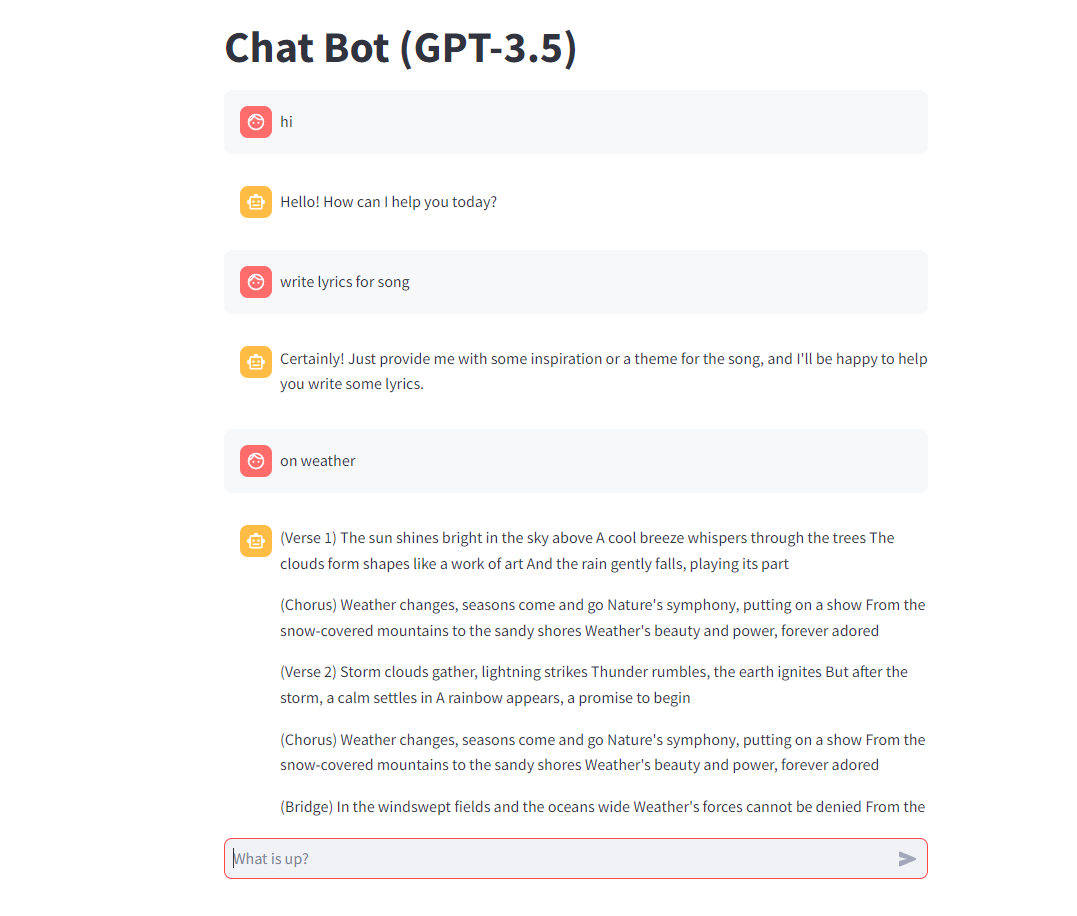 Chat Bot (GPT-3.5)
hi
Hello! How can I help you today?
write lyrics for song
Certainly! Just provide me with some inspiration or a theme for the song, and I'll be happy to help
you write some lyrics.
on weather
(Verse 1) The sun shines bright in the sky above A cool breeze whispers through the trees The
clouds form shapes like a work of art And the rain gently falls, playing its part
(Chorus) Weather changes, seasons come and go Nature's symphony, putting on a show From the
snow-covered mountains to the sandy shores Weather's beauty and power, forever adored
(Verse 2) Storm clouds gather, lightning strikes Thunder rumbles, the earth ignites But after the
storm, a calm settles in A rainbow appears, a promise to begin
(Chorus) Weather changes, seasons come and go Nature's symphony, putting on a show From the
snow-covered mountains to the sandy shores Weather's beauty and power, forever adored
(Bridge) In the windswept fields and the oceans wide Weather's forces cannot be denied From the
What is up?